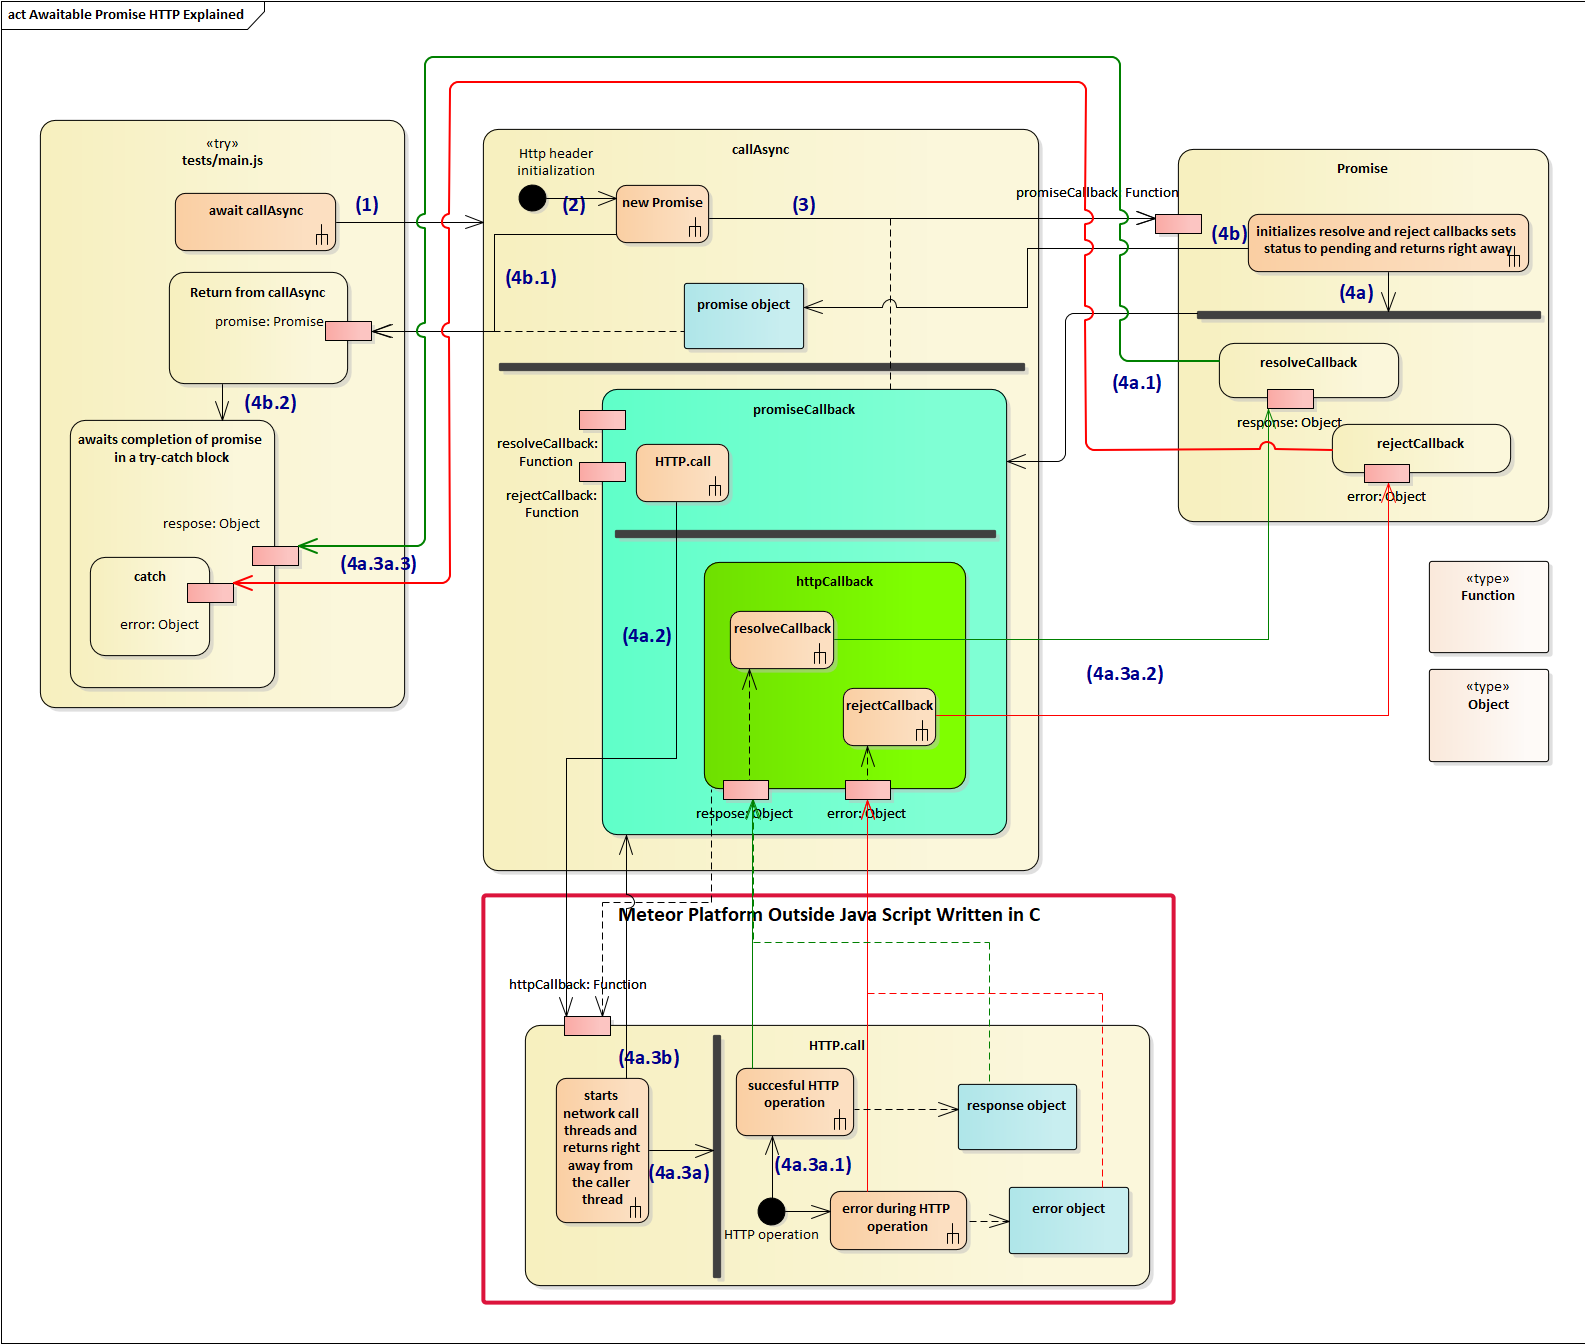 act Awaitable Promise HTTP Explained
«try»
tests/main.js
await callAsync
(1)
Return from callAsync
promise: Promise
(4b.2)
awaits completion of promise
in a try-catch block
respose: Object
catch
error: Object
(4a.3a.3)
callAsync
Http header
initialization
(2)
new Promise
(3)
(4b.1)
promise object
promiseCallback: Function
Promise
(4b)
initializes resolve and reject callbacks sets
status to pending and returns right away
(4a)
resolveCallback
(4a.1)
response: Object
rejectCallback
error: Object
promiseCallback
resolveCallback:
Function
rejectCallback:
Function
HTTP.call
httpCallback
resolveCallback
(4a.2)
rejectCallback
(4a.3a.2)
respose: Object
error: Object
«type»
Function
«type»
Object
Meteor Platform Outside Java Script Written in C
httpCallback: Function
HTTP.call
(4a.3b)
starts
network call
threads and
returns right
away from
the caller
thread
(4a.3a)
succesful HTTP
operation
response object
(4a.3a.1)
HTTP operation
error during HTTP
operation
error object